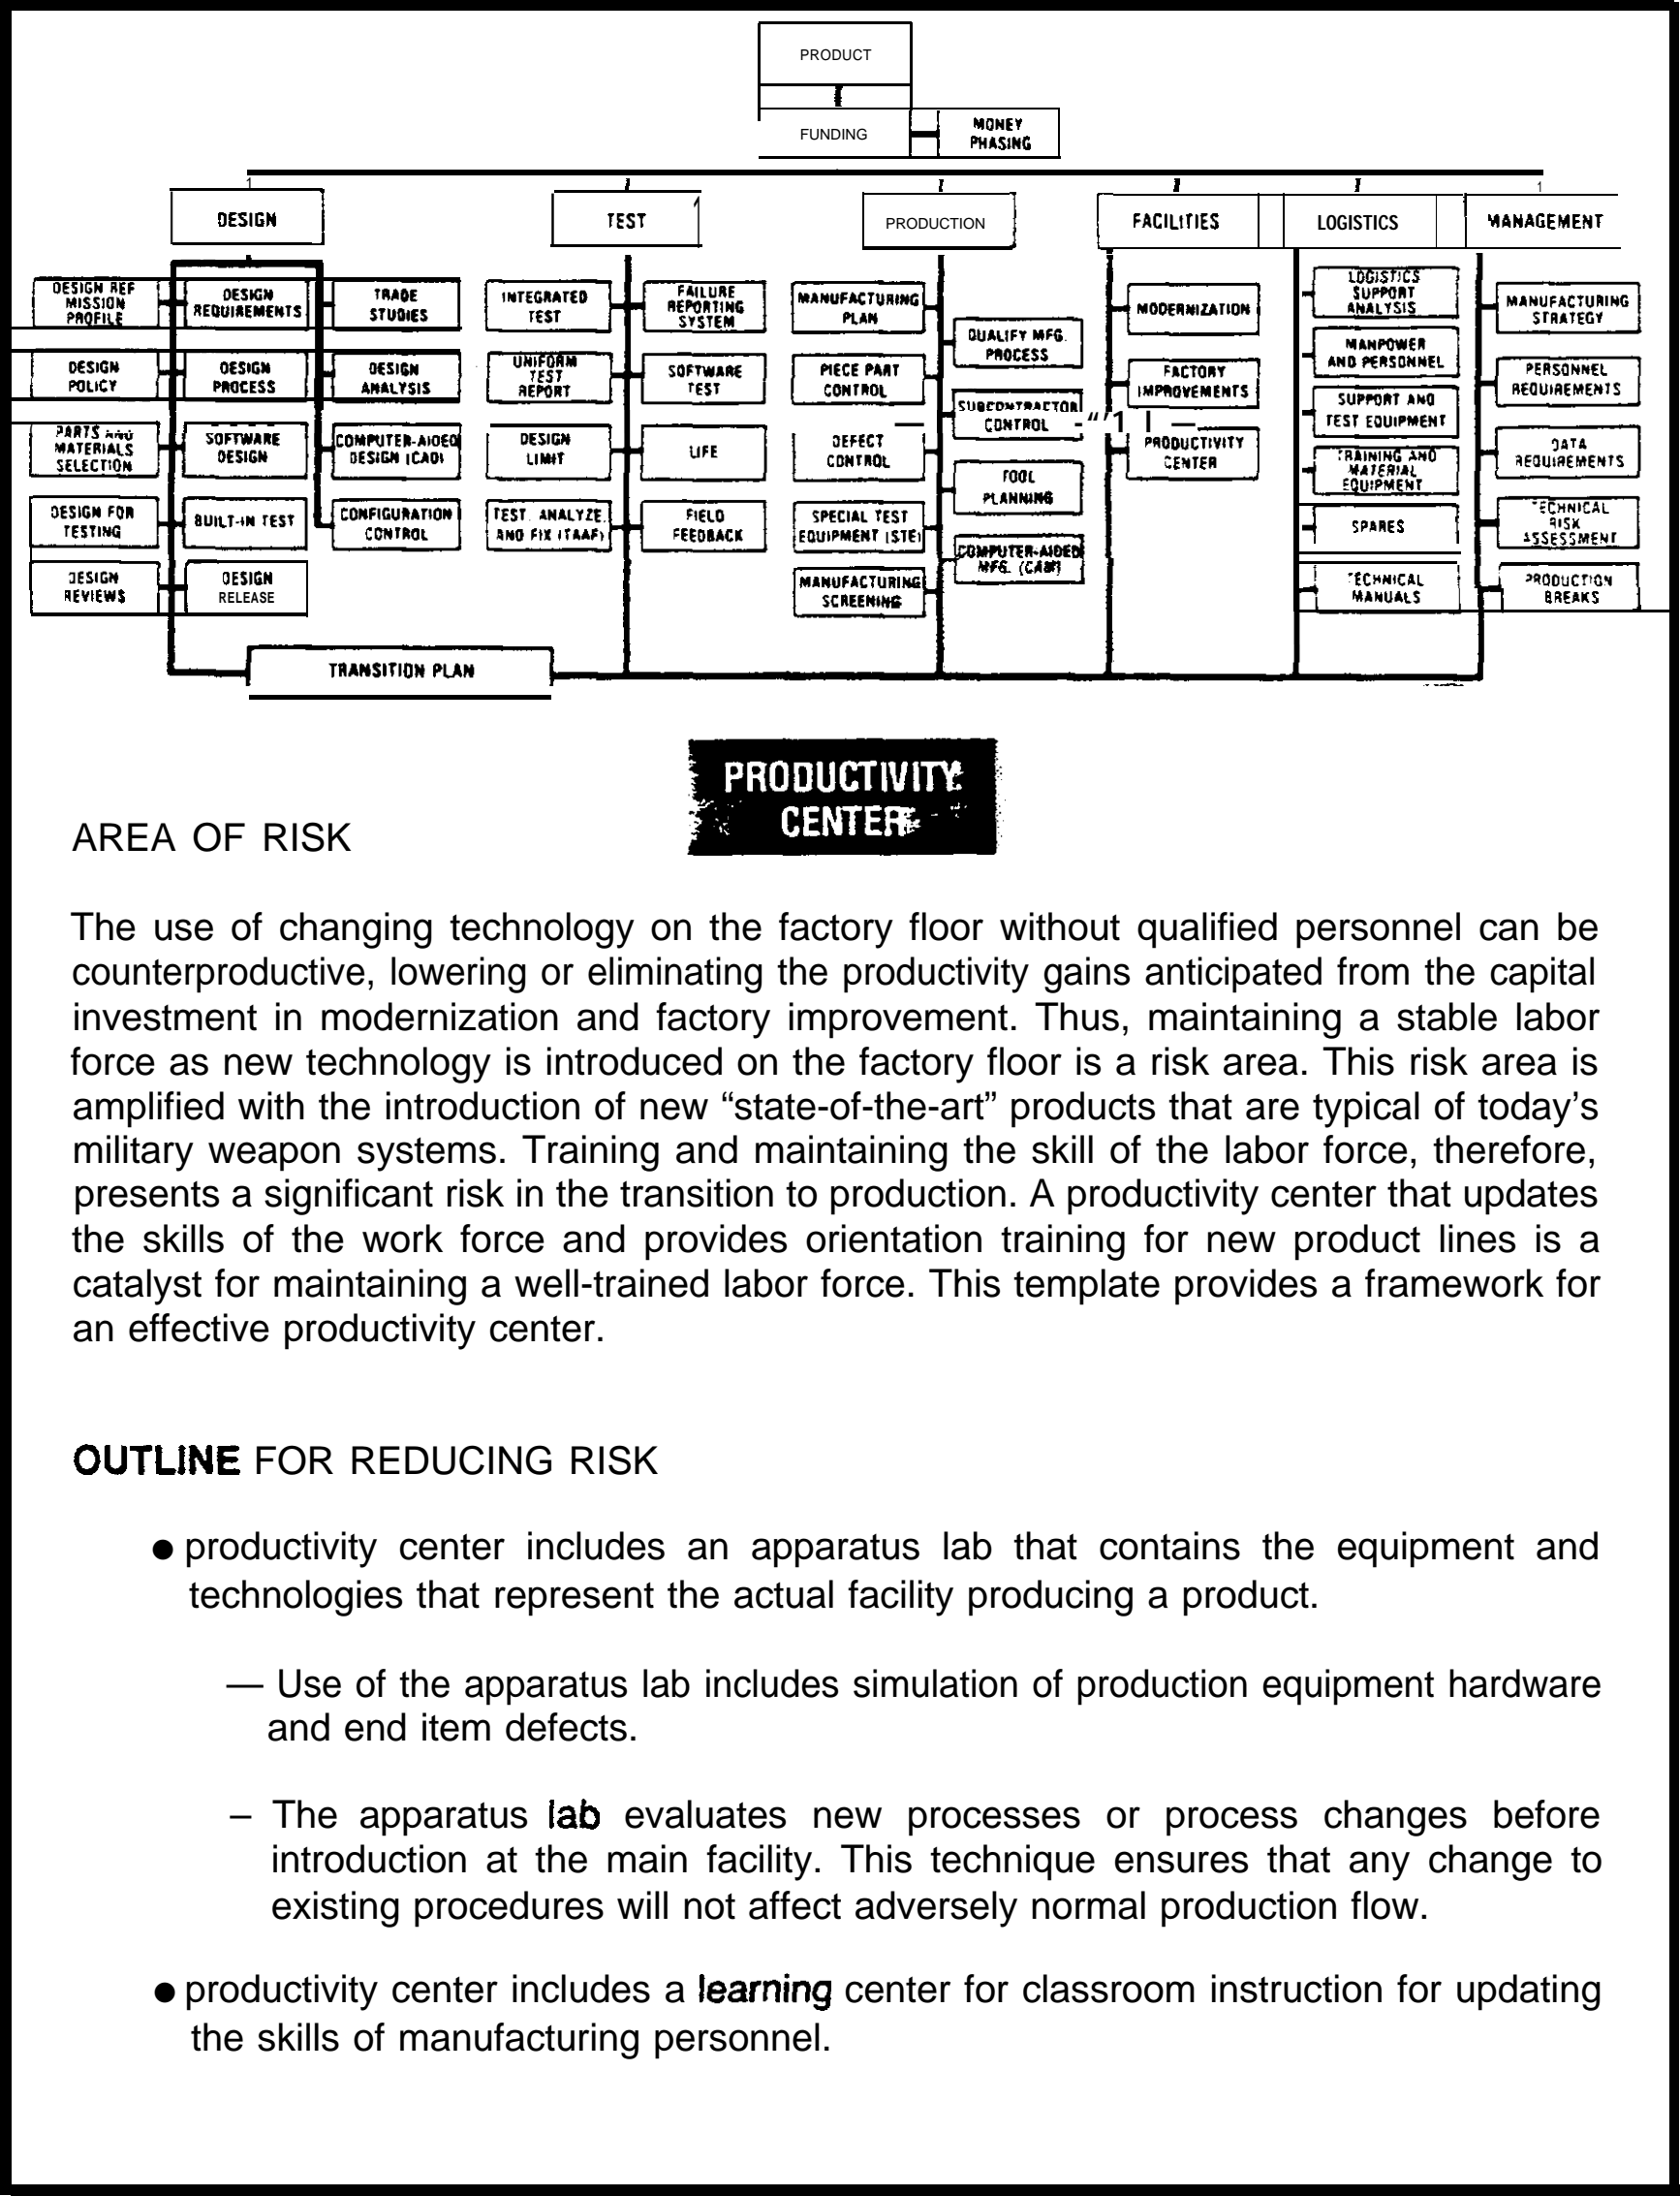 PRODUCT
FUNDING
MONEY
PHASING
DESIGN
TEST
PRODUCTION
FACILITIES
LOGISTICS
MANAGEMENT
DESIGN REF
MISSION
PROFILE
DESIGN
REQUIREMENTS
TRADE
STUDIES
DESIGN
POLICY
DESIGN
PROCESS
DESIGN
ANALYSIS
PARTS AND
MATERIALS
SELECTION
SOFTWARE
DESIGN
COMPUTER-AIDED
DESIGN (CAD)
DESIGN FOR
TESTING
BUILT-IN TEST
CONFIGURATION
CONTROL
DESIGN
REVIEWS
DESIGN
RELEASE
INTEGRATED
TEST
FAILURE
REPORTING
SYSTEM
UNIFORM
TEST
REPORT
SOFTWARE
TEST
DESIGN
LIMIT
LIFE
TEST, ANALYZE
AND FIX (TAAF)
FIELD
FEEDBACK
MANUFACTURING
PLAN
QUALIFY MFG.
PROCESS
PIECE PART
CONTROL
SUBCONTRACTOR
CONTROL
DEFECT
CONTROL
TOOL
PLANNING
SPECIAL TEST
EQUIPMENT (STE)
COMPUTER-AIDED
MFG. (CAM)
MANUFACTURING
SCREENING
MODERNIZATION
FACTORY
IMPROVEMENTS
PRODUCTIVITY
CENTER
LOGISTICS
SUPPORT
ANALYSIS
MANPOWER
AND PERSONNEL
SUPPORT AND
TEST EQUIPMENT
TRAINING AND
MATERIAL
EQUIPMENT
SPARES
TECHNICAL
MANUALS
MANUFACTURING
STRATEGY
PERSONNEL
REQUIREMENTS
DATA
REQUIREMENTS
TECHNICAL
RISK
ASSESSMENT
PRODUCTION
BREAKS
TRANSITION PLAN
PRODUCTIVITY
CENTER
AREA OF RISK
The use of changing technology on the factory floor without qualified personnel can be
counterproductive, lowering or eliminating the productivity gains anticipated from the capital
investment in modernization and factory improvement. Thus, maintaining a stable labor
force as new technology is introduced on the factory floor is a risk area. This risk area is
amplified with the introduction of new “state-of-the-art” products that are typical of today’s
military weapon systems. Training and maintaining the skill of the labor force, therefore,
presents a significant risk in the transition to production. A productivity center that updates
the skills of the work force and provides orientation training for new product lines is a
catalyst for maintaining a well-trained labor force. This template provides a framework for
an effective productivity center.
OUTLINE FOR REDUCING RISK
● productivity center includes an apparatus lab that contains the equipment and
technologies that represent the actual facility producing a product.
— Use of the apparatus lab includes simulation of production equipment hardware
and end item defects.
– The apparatus lab evaluates new processes or process changes before
introduction at the main facility. This technique ensures that any change to
existing procedures will not affect adversely normal production flow.
● productivity center includes a learning center for classroom instruction for updating
the skills of manufacturing personnel.